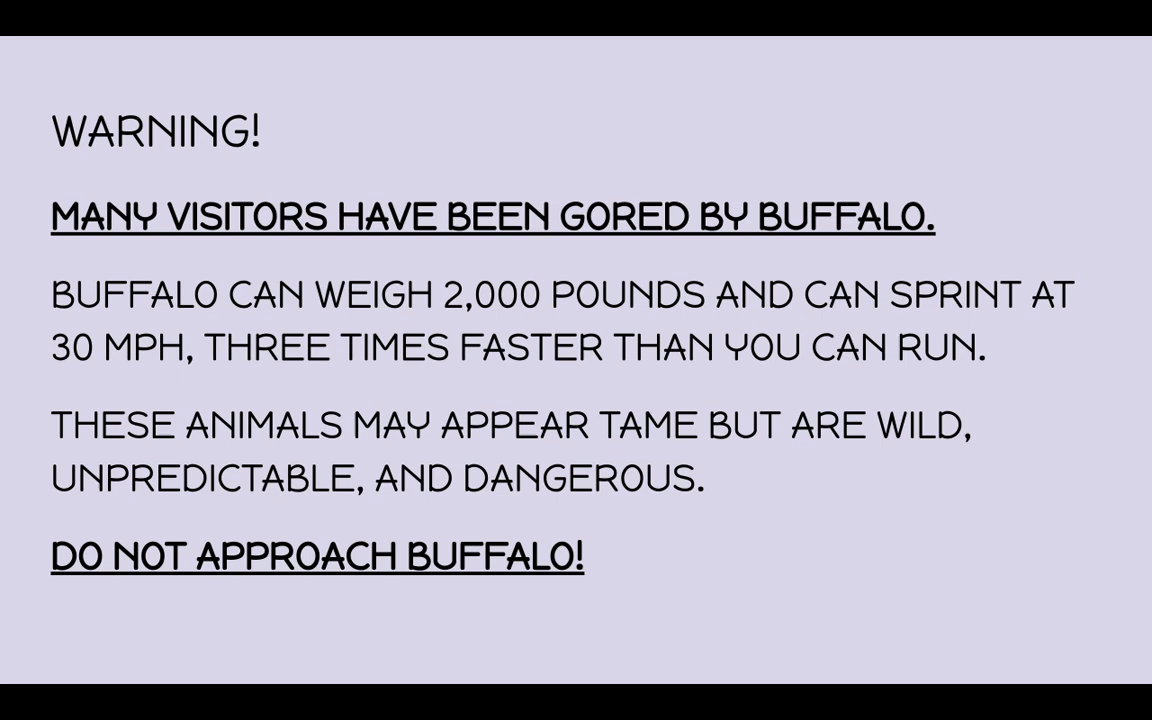 WARNING!
MANY VISITORS HAVE BEEN GORED BY BUFFALO.
BUFFALO CAN WEIGH 2,000 POUNDS AND CAN SPRINT AT
30 MPH, THREE TIMES FASTER THAN YOU CAN RUN.
THESE ANIMALS MAY APPEAR TAME BUT ARE WILD,
UNPREDICTABLE, AND DANGEROUS.
DO NOT APPROACH BUFFALO!